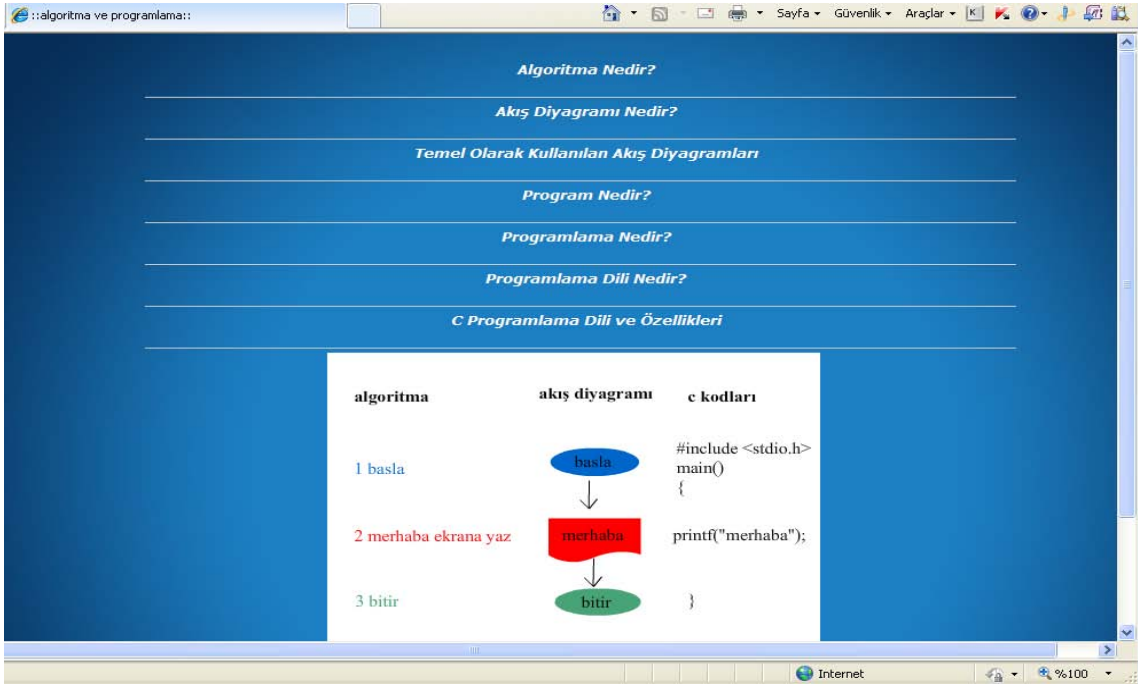 ::algoritma ve programlama::
Sayfa Güvenlik Araçlar
Algoritma Nedir?
Akış Diyagramı Nedir?
Temel Olarak Kullanılan Akış Diyagramları
Program Nedir?
Programlama Nedir?
Programlama Dili Nedir?
C Programlama Dili ve Özellikleri
algoritma akış diyagramı c kodları
1 basla basla #include <stdio.h>
main()
{
2 merhaba ekrana yaz merhaba printf("merhaba");
3 bitir bitir }
Internet %100